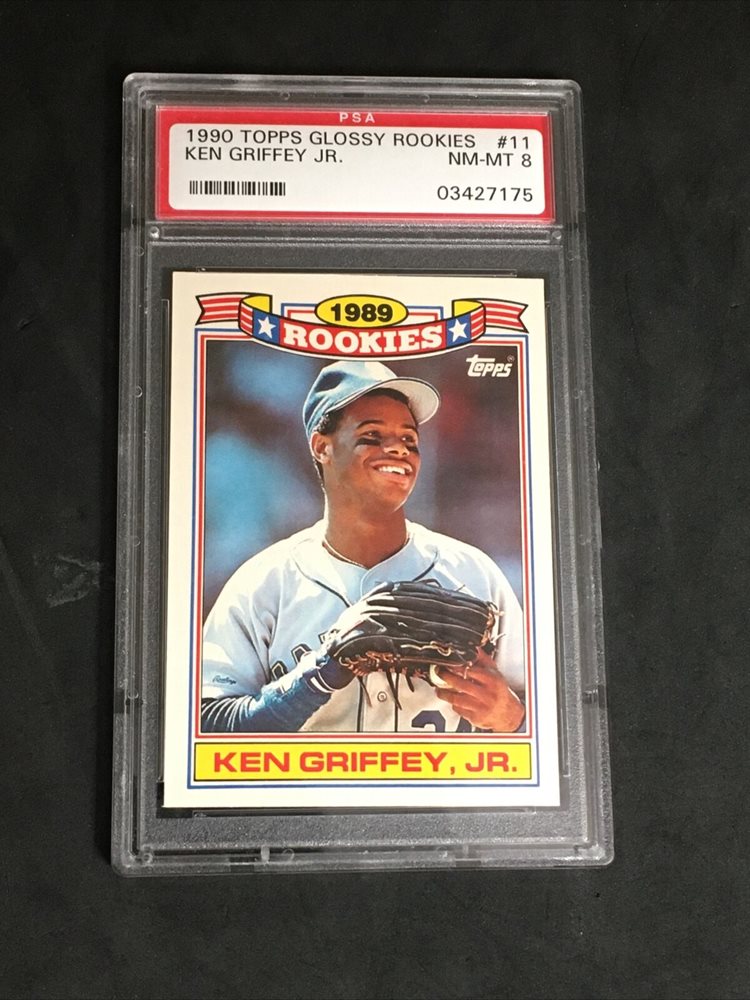 PSA
1990 TOPPS GLOSSY ROOKIES #11
KEN GRIFFEY JR. NM-MT 8
03427175
1989
ROOKIES
Topps®
Rawlings
KEN GRIFFEY, JR.